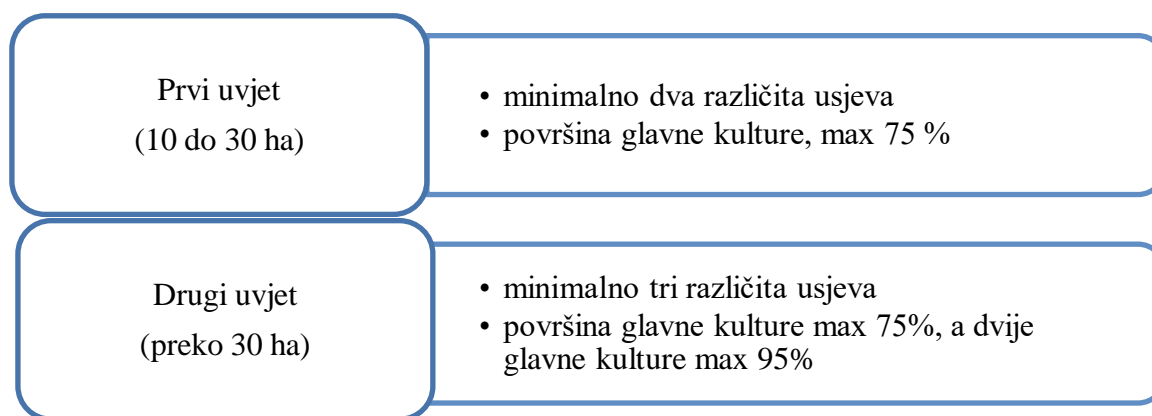 Prvi uvjet
(10 do 30 ha)
• minimalno dva različita usjeva
• površina glavne kulture, max 75 %
Drugi uvjet
(preko 30 ha)
• minimalno tri različita usjeva
• površina glavne kulture max 75%, a dvije
glavne kulture max 95%